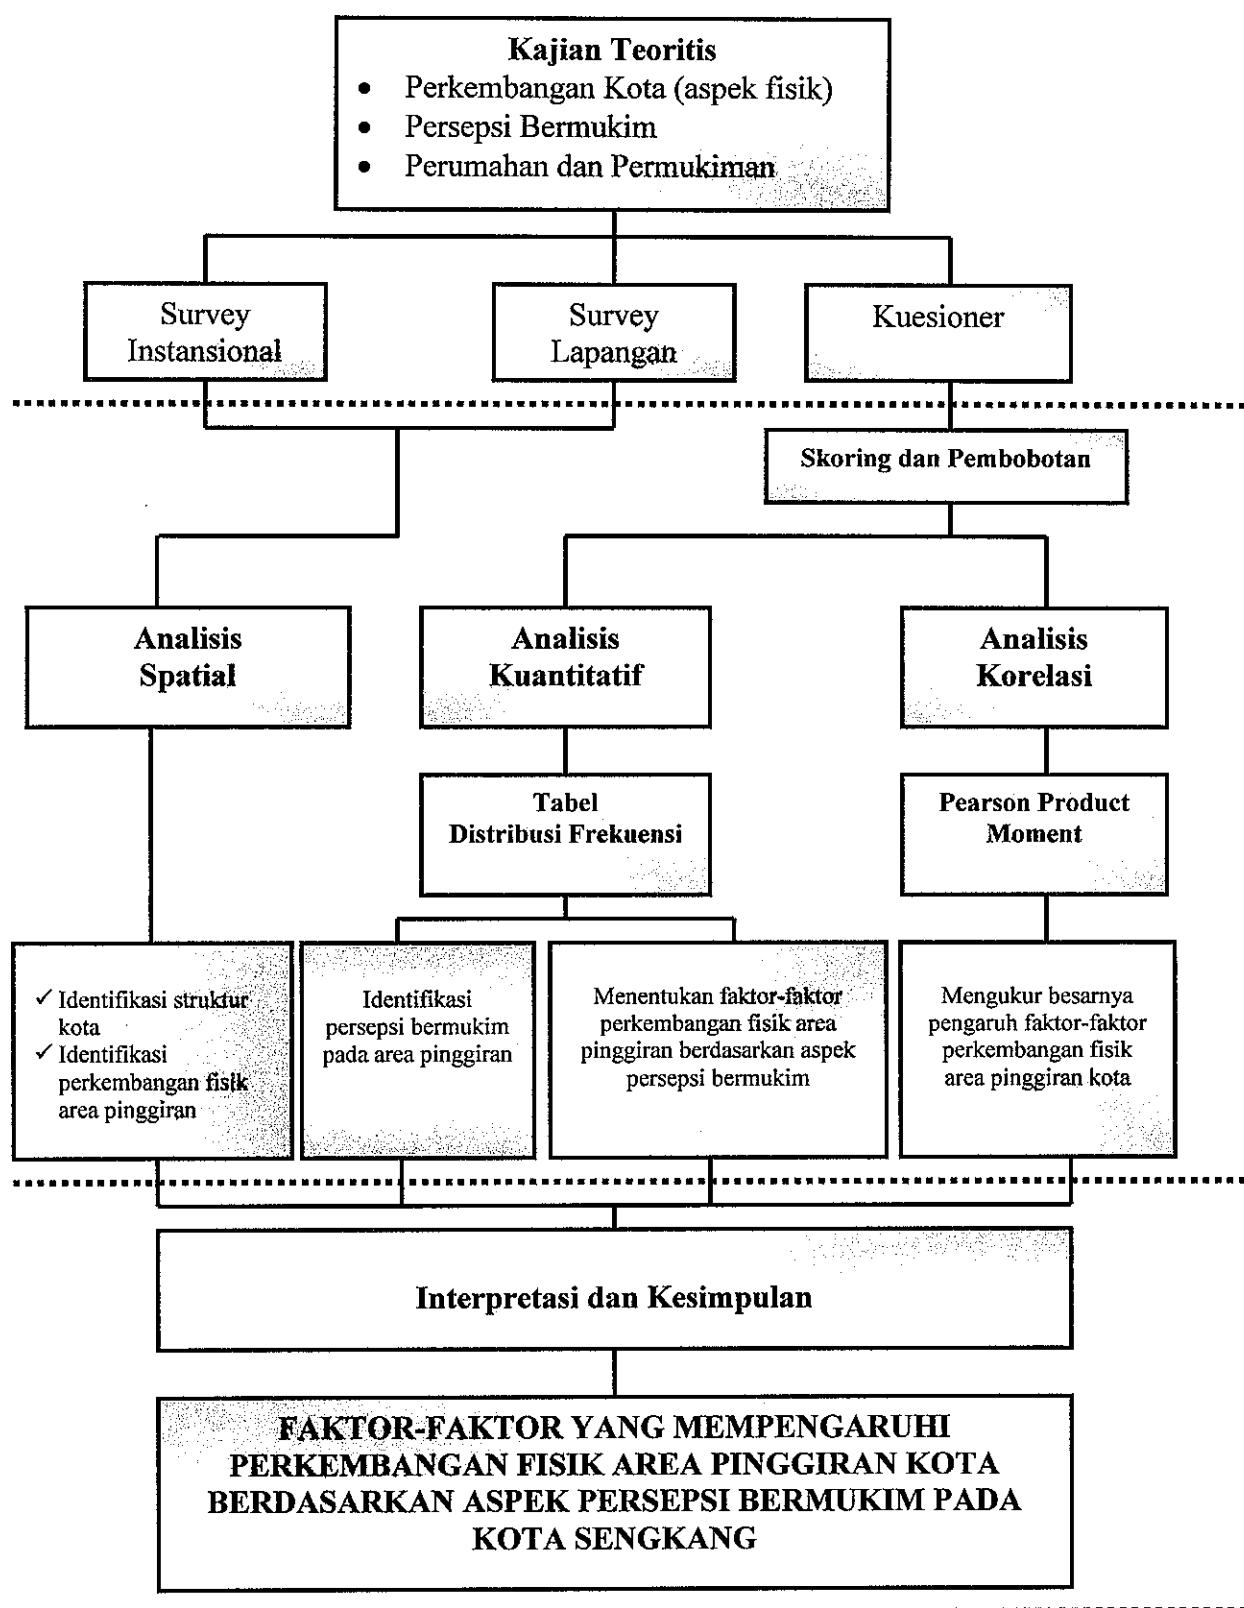 Kajian Teoritis
• Perkembangan Kota (aspek fisik)
• Persepsi Bermukim
• Perumahan dan Permukiman
Survey
Instansional
Survey
Lapangan
Kuesioner
Skoring dan Pembobotan
Analisis
Spatial
Analisis
Kuantitatif
Analisis
Korelasi
Tabel
Distribusi Frekuensi
Pearson Product
Moment
✓ Identifikasi struktur
kota
✓ Identifikasi
perkembangan fisik
area pinggiran
Identifikasi
persepsi bermukim
pada area pinggiran
Menentukan faktor-faktor
perkembangan fisik area
pinggiran berdasarkan aspek
persepsi bermukim
Mengukur besarnya
pengaruh faktor-faktor
perkembangan fisik
area pinggiran kota
Interpretasi dan Kesimpulan
FAKTOR-FAKTOR YANG MEMPENGARUHI
PERKEMBANGAN FISIK AREA PINGGIRAN KOTA
BERDASARKAN ASPEK PERSEPSI BERMUKIM PADA
KOTA SENGKANG